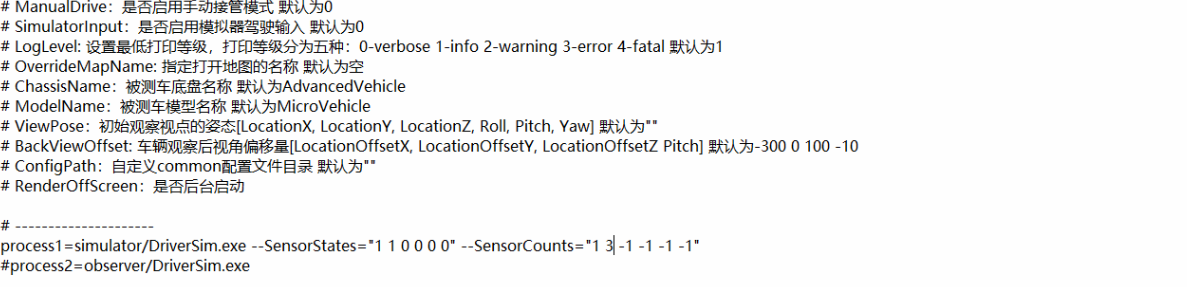 # ManualDrive：是否启用手动接管模式 默认为0
# SimulatorInput：是否启用模拟器驾驶输入 默认为0
# LogLevel: 设置最低打印等级，打印等级分为五种：0-verbose 1-info 2-warning 3-error 4-fatal 默认为1
# OverrideMapName: 指定打开地图的名称 默认为空
# ChassisName：被测车底盘名称 默认为AdvancedVehicle
# ModelName：被测车模型名称 默认为MicroVehicle
# ViewPose：初始观察视点的姿态[LocationX, LocationY, LocationZ, Roll, Pitch, Yaw] 默认为""
# BackViewOffset: 车辆观察后视角偏移量[LocationOffsetX, LocationOffsetY, LocationOffsetZ Pitch] 默认为-300 0 100 -10
# ConfigPath：自定义common配置文件目录 默认为""
# RenderOffScreen：是否后台启动
# ---------------------
process1=simulator/DriverSim.exe --SensorStates="1 1 0 0 0 0" --SensorCounts="1 3 -1 -1 -1 -1"
#process2=observer/DriverSim.exe